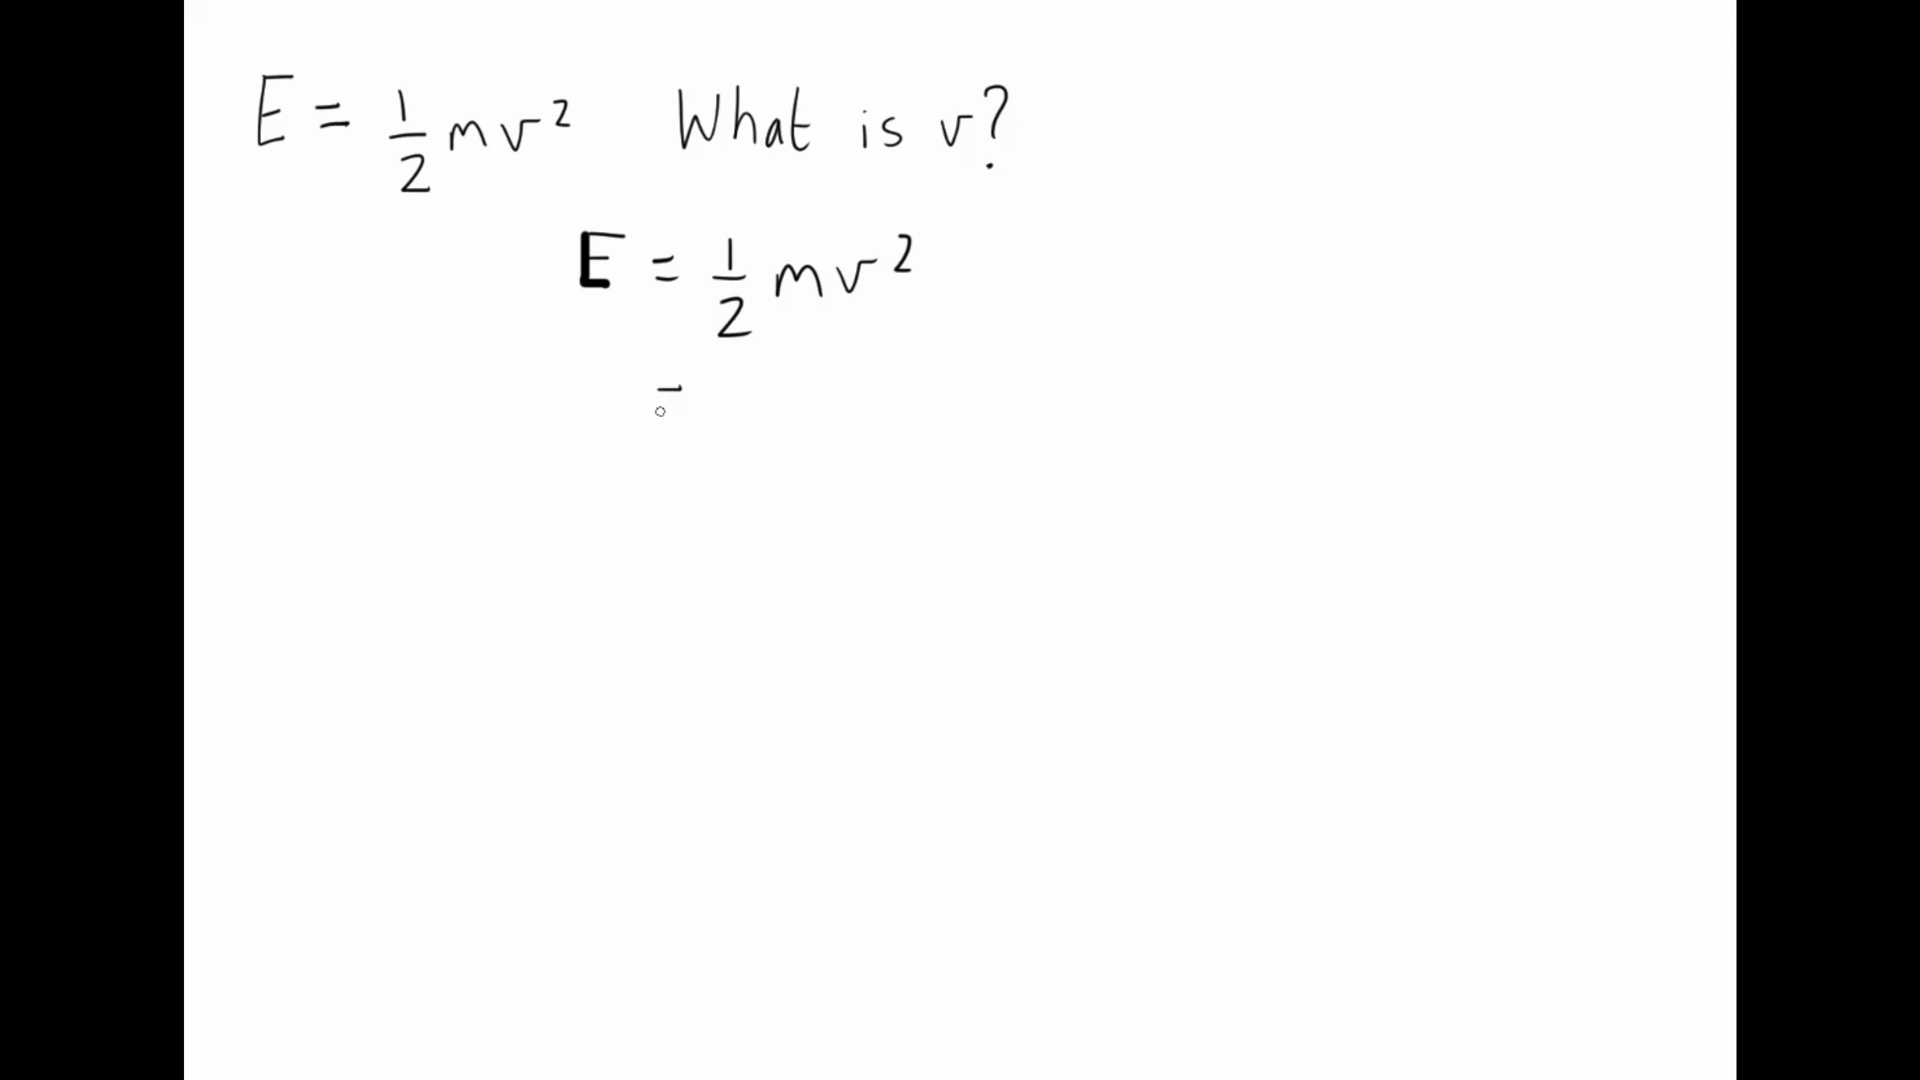 E = 1/2 mv² What is v?
E = 1/2 mv²
=